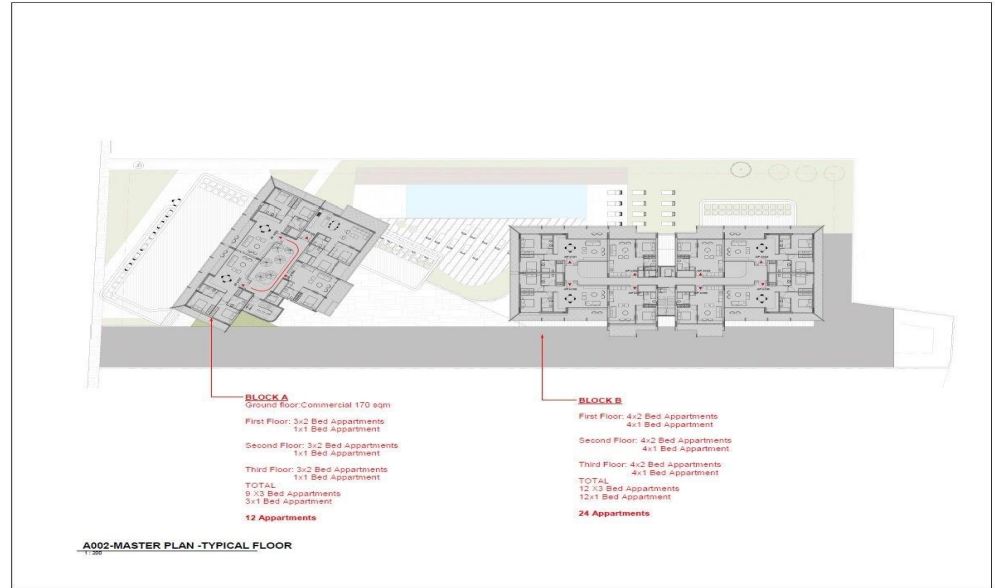 BLOCK A
Ground floor:Commercial 170 sqm
First Floor: 3x2 Bed Appartments
1x1 Bed Appartment
Second Floor: 3x2 Bed Appartments
1x1 Bed Appartment
Third Floor: 3x2 Bed Appartments
1x1 Bed Appartment
TOTAL
9 X3 Bed Appartments
3x1 Bed Appartment
12 Appartments
BLOCK B
First Floor: 4x2 Bed Appartments
4x1 Bed Appartment
Second Floor: 4x2 Bed Appartments
4x1 Bed Appartment
Third Floor: 4x2 Bed Appartments
4x1 Bed Appartment
TOTAL
12 X3 Bed Appartments
12x1 Bed Appartment
24 Appartments
A002-MASTER PLAN -TYPICAL FLOOR